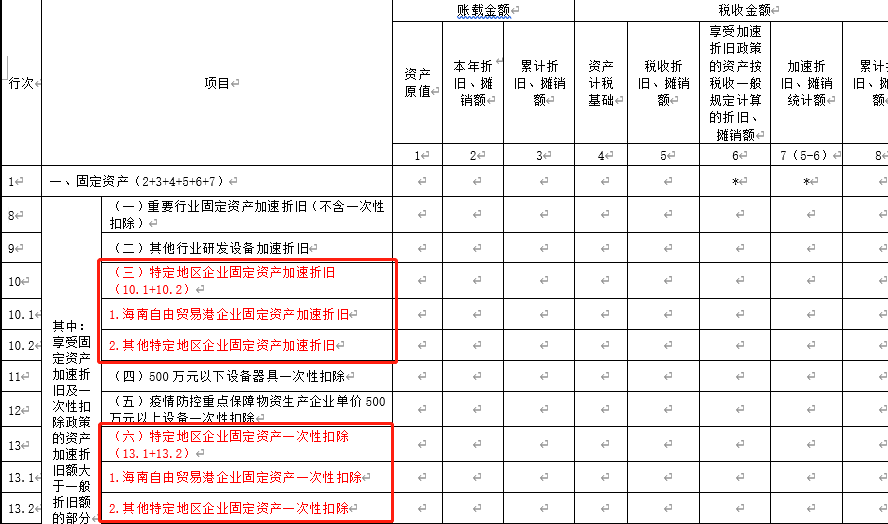 账载金额
税收金额
行次
项目
资产
原值
本年折
旧、摊
销额
累计折
旧、摊销
额
资产
计税
基础
税收折
旧、摊销
额
享受加速
折旧政策
的资产按
税收一般
规定计算
的折旧、
摊销额
加速折
旧、摊销
统计额
1
2
3
4
5
6
7（5-6）
8
1
一、固定资产（2+3+4+5+6+7）
*
*
其中：
享受固
定资产
加速折
旧及一
次性扣
除政策
的资产
加速折
旧额大
于一般
折旧额
的部分
8
（一）重要行业固定资产加速折旧（不含一次性
扣除）
9
（二）其他行业研发设备加速折旧
10
（三）特定地区企业固定资产加速折旧
（10.1+10.2）
10.1
1.海南自由贸易港企业固定资产加速折旧
10.2
2.其他特定地区企业固定资产加速折旧
11
（四）500万元以下设备器具一次性扣除
12
（五）疫情防控重点保障物资生产企业单价500
万元以上设备一次性扣除
13
（六）特定地区企业固定资产一次性扣除
（13.1+13.2）
13.1
1.海南自由贸易港企业固定资产一次性扣除
13.2
2.其他特定地区企业固定资产一次性扣除